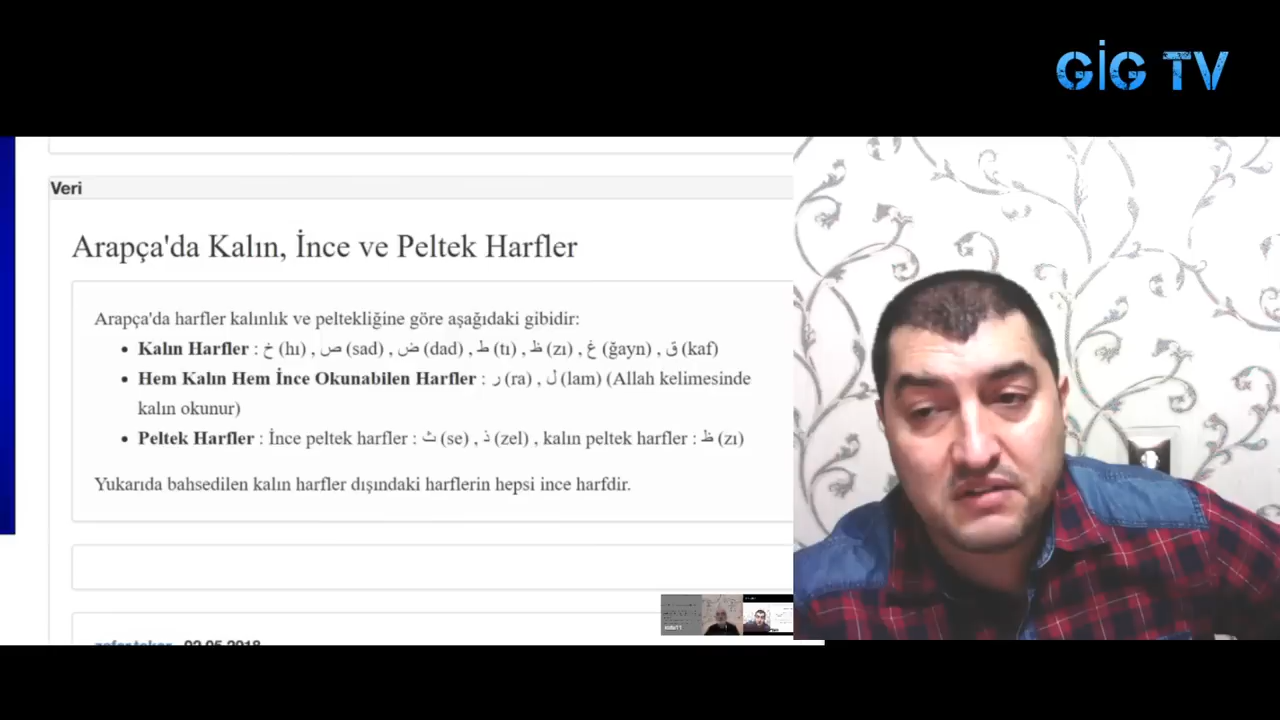 GİG TV
Veri
Arapça'da Kalın, İnce ve Peltek Harfler
Arapça'da harfler kalınlık ve peltekliğine göre aşağıdaki gibidir:
• Kalın Harfler : خ (hı) , ص (sad) , ض (dad) , ط (tı) , ظ (zı) , غ (ğayn) , ق (kaf)
• Hem Kalın Hem İnce Okunabilen Harfler : ر (ra) , ل (lam) (Allah kelimesinde
kalın okunur)
• Peltek Harfler : İnce peltek harfler : ث (se) , ذ (zel) , kalın peltek harfler : ظ (zı)
Yukarıda bahsedilen kalın harfler dışındaki harflerin hepsi ince harfdir.
02.05.2018